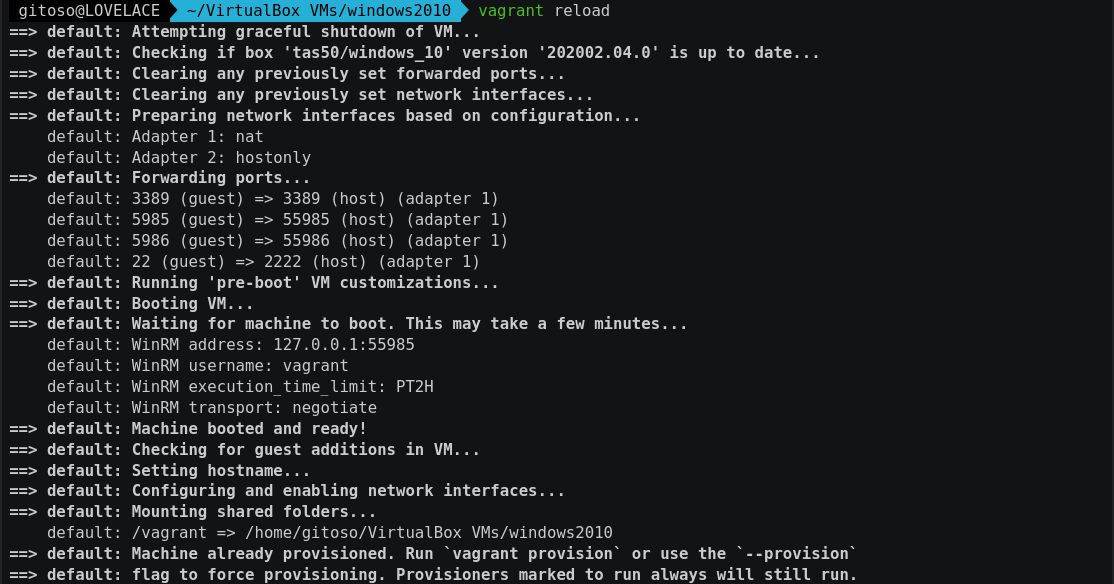 gitoso@LOVELACE ~/VirtualBox VMs/windows2010 vagrant reload
==> default: Attempting graceful shutdown of VM...
==> default: Checking if box 'tas50/windows_10' version '202002.04.0' is up to date...
==> default: Clearing any previously set forwarded ports...
==> default: Clearing any previously set network interfaces...
==> default: Preparing network interfaces based on configuration...
    default: Adapter 1: nat
    default: Adapter 2: hostonly
==> default: Forwarding ports...
    default: 3389 (guest) => 3389 (host) (adapter 1)
    default: 5985 (guest) => 55985 (host) (adapter 1)
    default: 5986 (guest) => 55986 (host) (adapter 1)
    default: 22 (guest) => 2222 (host) (adapter 1)
==> default: Running 'pre-boot' VM customizations...
==> default: Booting VM...
==> default: Waiting for machine to boot. This may take a few minutes...
    default: WinRM address: 127.0.0.1:55985
    default: WinRM username: vagrant
    default: WinRM execution_time_limit: PT2H
    default: WinRM transport: negotiate
==> default: Machine booted and ready!
==> default: Checking for guest additions in VM...
==> default: Setting hostname...
==> default: Configuring and enabling network interfaces...
==> default: Mounting shared folders...
    default: /vagrant => /home/gitoso/VirtualBox VMs/windows2010
==> default: Machine already provisioned. Run `vagrant provision` or use the `--provision`
==> default: flag to force provisioning. Provisioners marked to run always will still run.